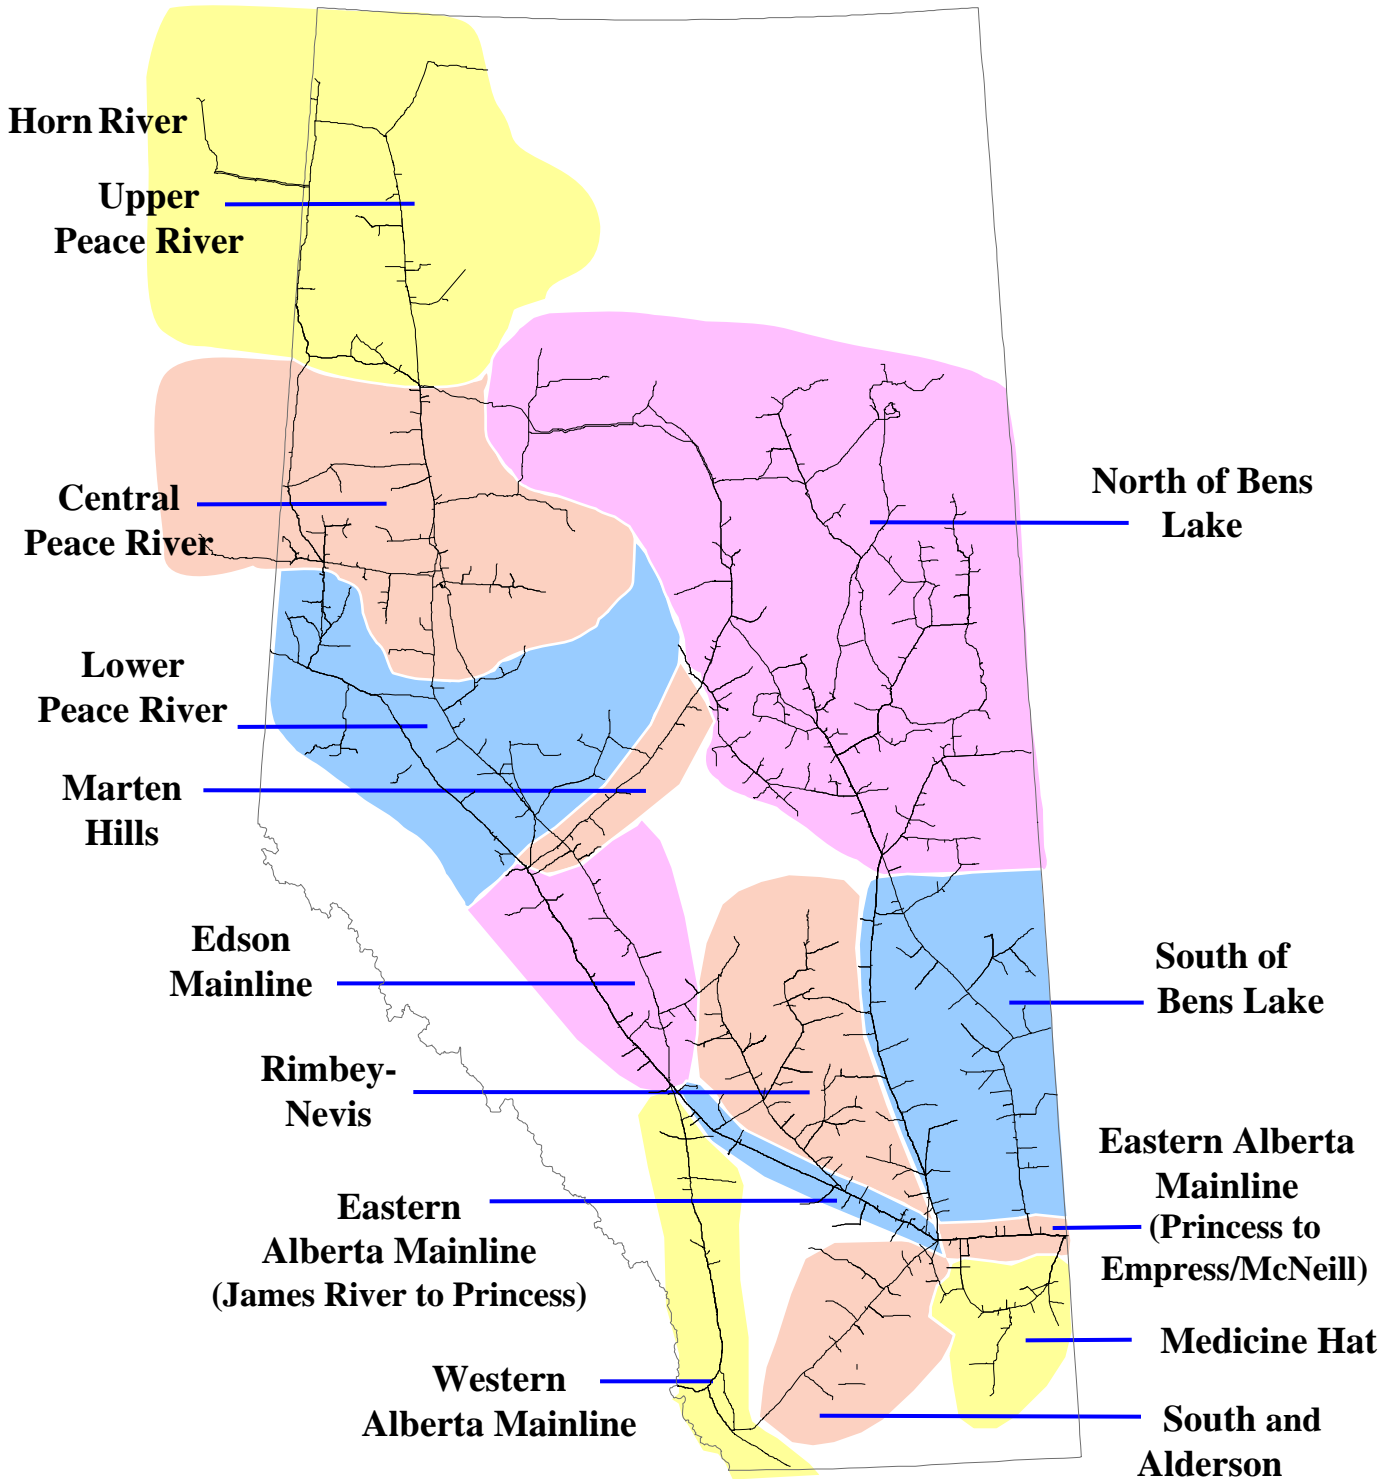 Horn River
Upper
Peace River
Central
Peace River
North of Bens
Lake
Lower
Peace River
Marten
Hills
Edson
Mainline
South of
Bens Lake
Rimbey-
Nevis
Eastern Alberta
Mainline
(Princess to
Empress/McNeill)
Eastern
Alberta Mainline
(James River to Princess)
Medicine Hat
Western
Alberta Mainline
South and
Alderson